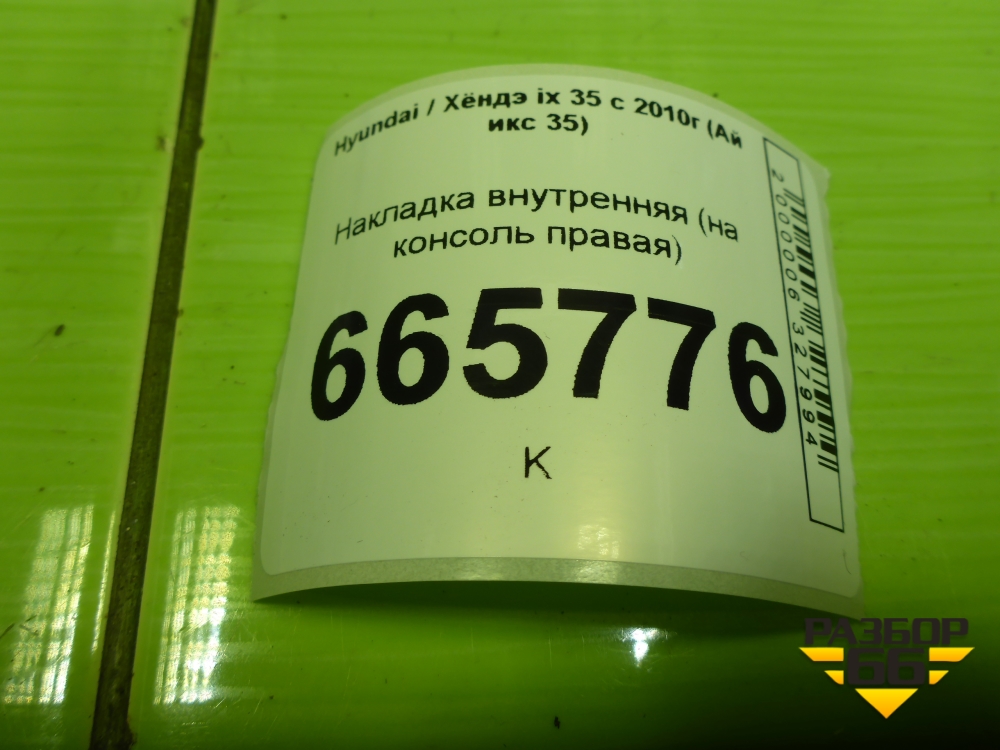 Hyundai / Хёндэ ix 35 с 2010г (Ай
икс 35)
Накладка внутренняя (на
консоль правая)
665776
К
2000006327994
РАЗБОР
66